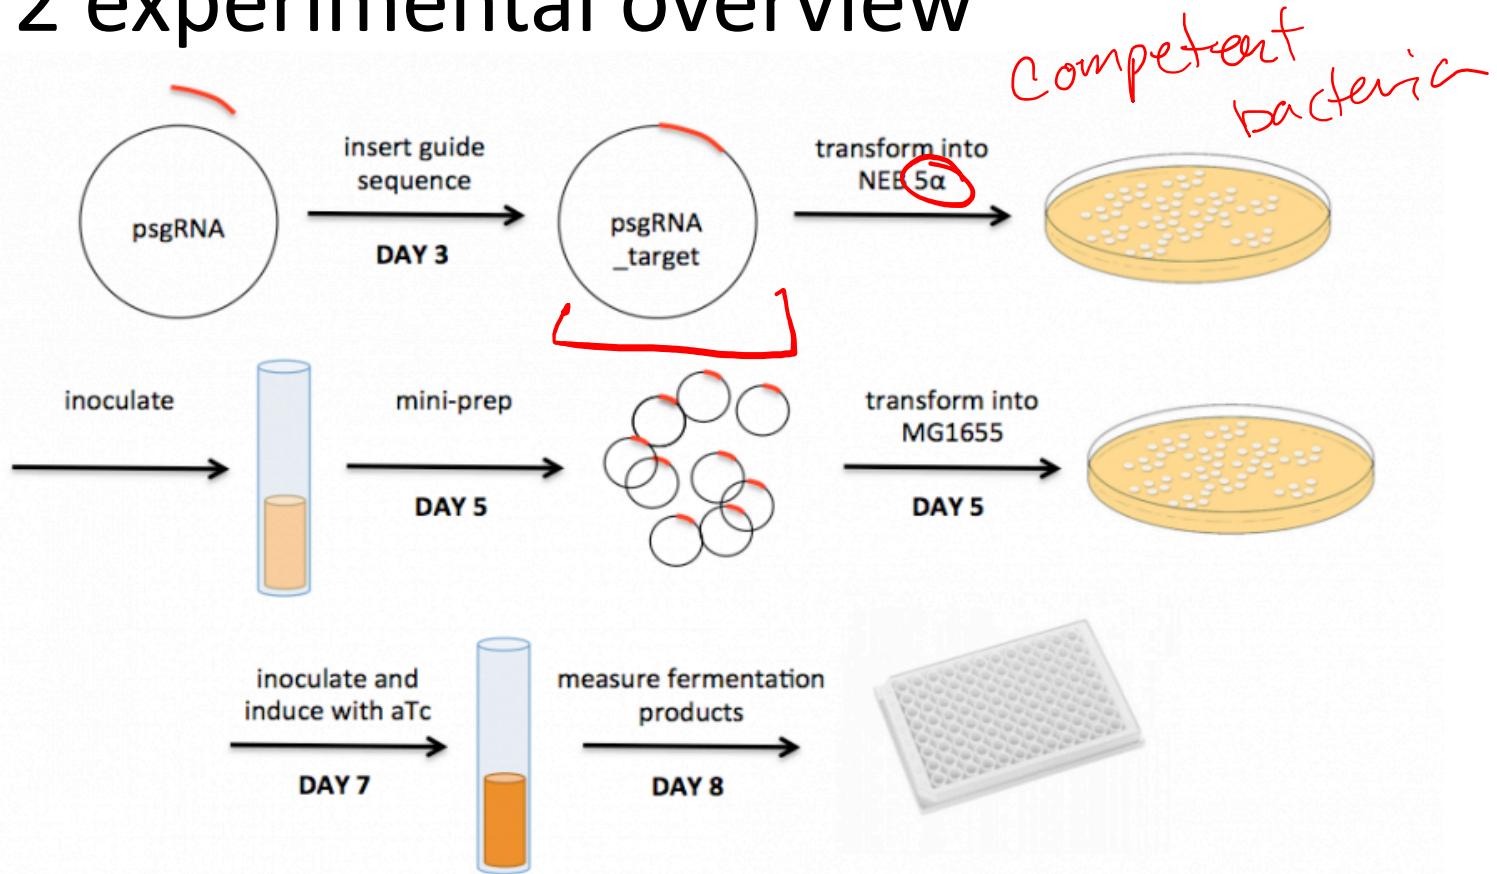 2 experimental overview
Competent
bacteria
insert guide
sequence
DAY 3
psgRNA
psgRNA
_target
transform into
NEB 5α
inoculate
mini-prep
DAY 5
transform into
MG1655
DAY 5
inoculate and
induce with aTc
DAY 7
measure fermentation
products
DAY 8